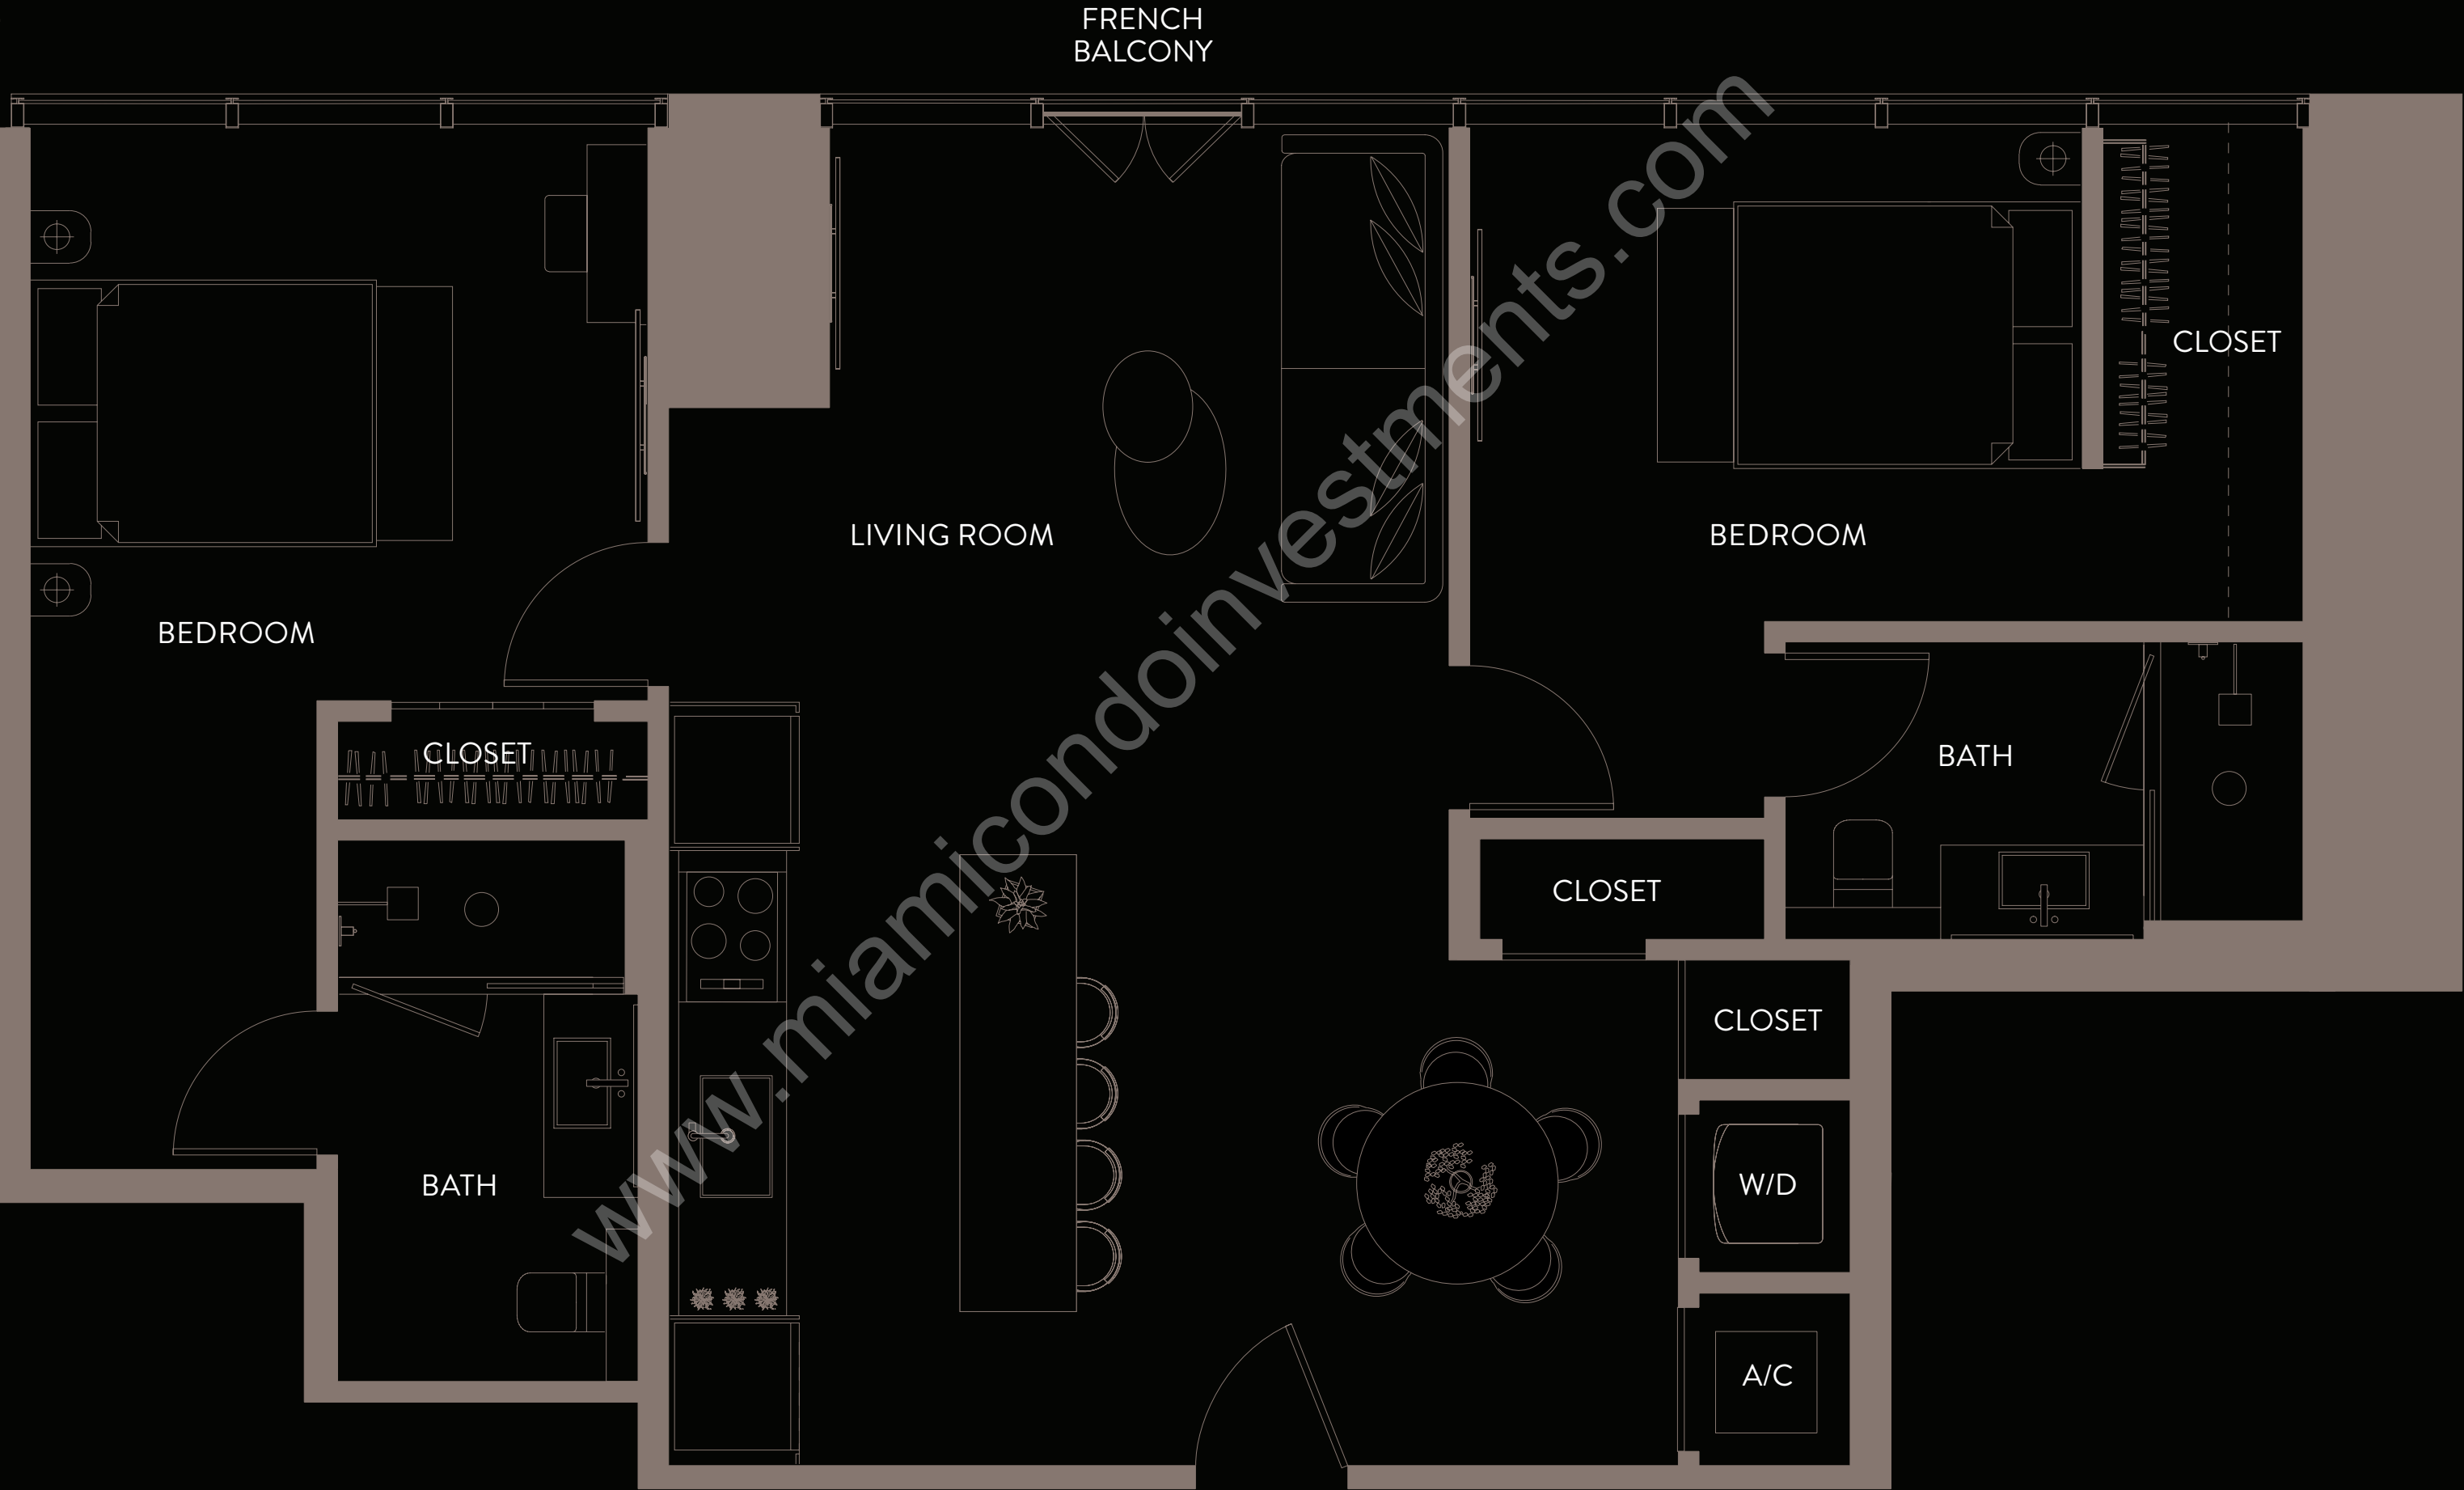 FRENCH
BALCONY
CLOSET
LIVING ROOM
BEDROOM
BEDROOM
CLOSET
BATH
CLOSET
CLOSET
BATH
W/D
A/C
www.miamicondoinvestments.com